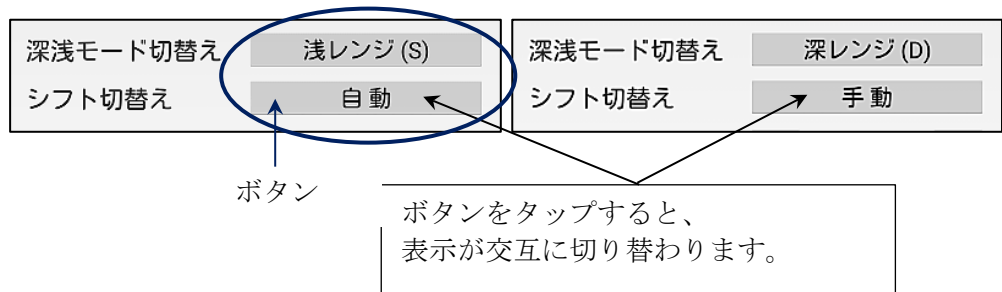 深浅モード切替え 浅レンジ(S)
シフト切替え 自動
深浅モード切替え 深レンジ(D)
シフト切替え 手動
ボタン
ボタンをタップすると、
表示が交互に切り替わります。